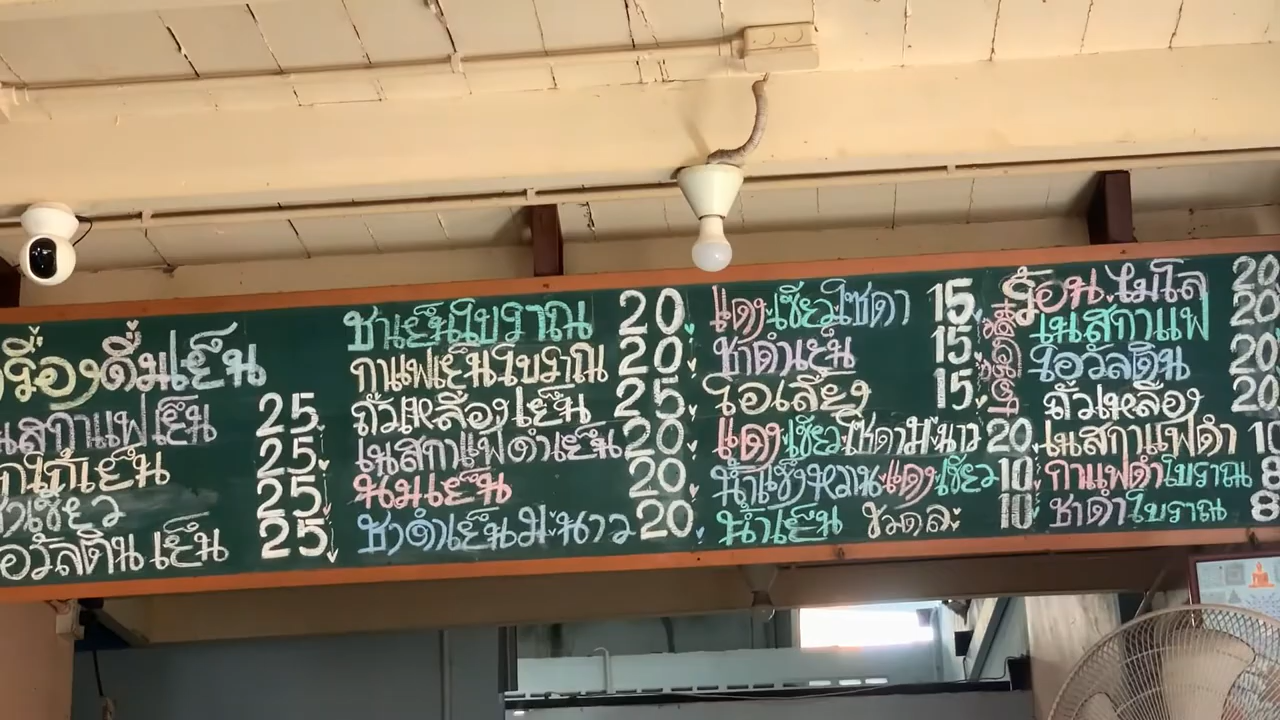 รื่องดื่มเย็น
นสกาแฟเย็น 25.-
กโก้เย็น 25.-
เขียว 25.-
อวัลตินเย็น 25.-
ชาเย็นโบราณ 20.-
กาแฟเย็นโบราณ 20.-
ถั่วเหลืองเย็น 25.-
เนสกาแฟดำเย็น 20.-
นมเย็น 20.-
ชาดำเย็นมะนาว 20.-
แดง.เขียวโซดา 15.-
ชาดำเย็น 15.-
โอเลี้ยง 15.-
แดง.เขียวโซดามะนาว 20.-
น้ำแข็งหวานแดงเขียว 10.-
น้ำเย็น ขวดละ 10.-
ร้อน.ไมโล 20
เนสกาแฟ 20
โอวัลติน 20
ถั่วเหลือง 20
เนสกาแฟดำ 10
กาแฟดำโบราณ 8
ชาดำโบราณ 8